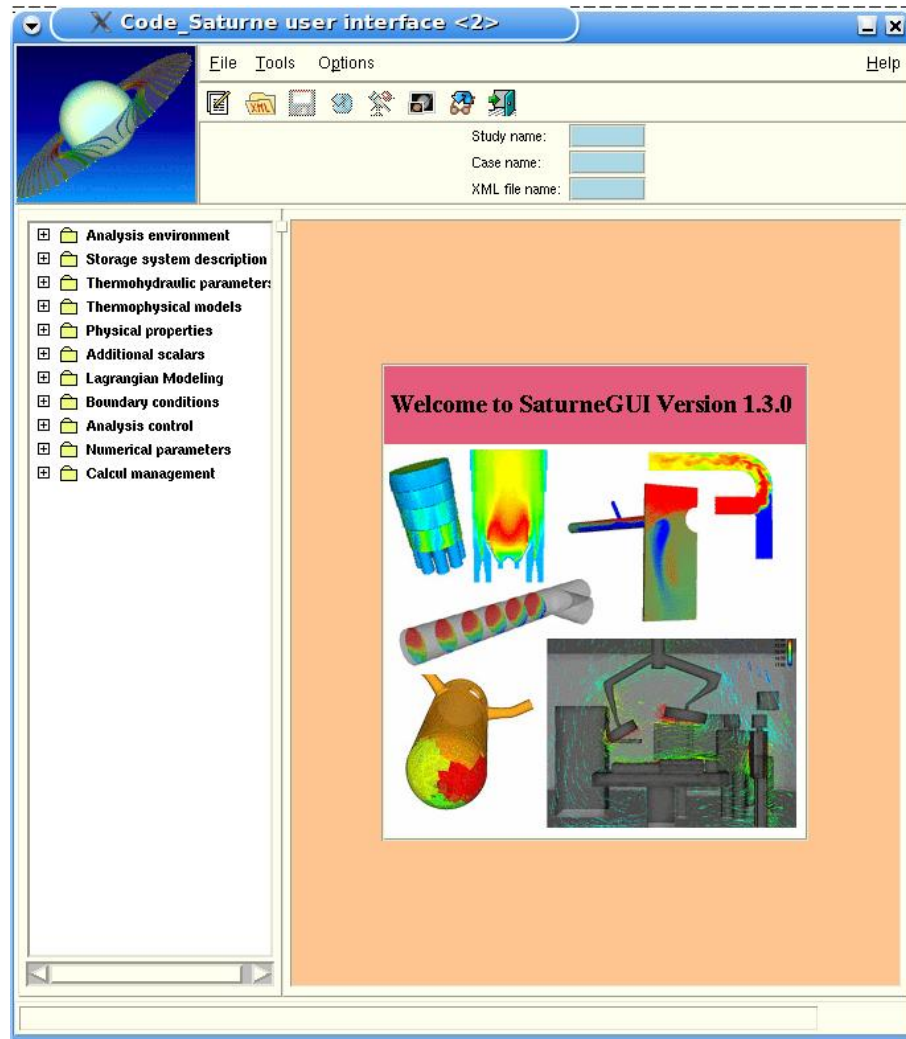 Code_Saturne user interface <2>
File Tools Options Help
XML
Study name:
Case name:
XML file name:
Analysis environment
Storage system description
Thermohydraulic parameter
Thermophysical models
Physical properties
Additional scalars
Lagrangian Modeling
Boundary conditions
Analysis control
Numerical parameters
Calcul management
Welcome to SaturneGUI Version 1.3.0